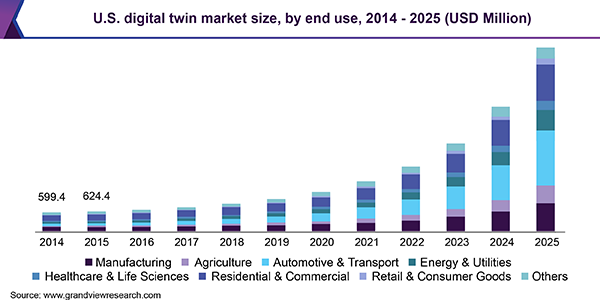 U.S. digital twin market size, by end use, 2014 - 2025 (USD Million)
599.4 624.4
2014 2015 2016 2017 2018 2019 2020 2021 2022 2023 2024 2025
Manufacturing Agriculture Automotive & Transport Energy & Utilities
Healthcare & Life Sciences Residential & Commercial Retail & Consumer Goods Others
Source: www.grandviewresearch.com